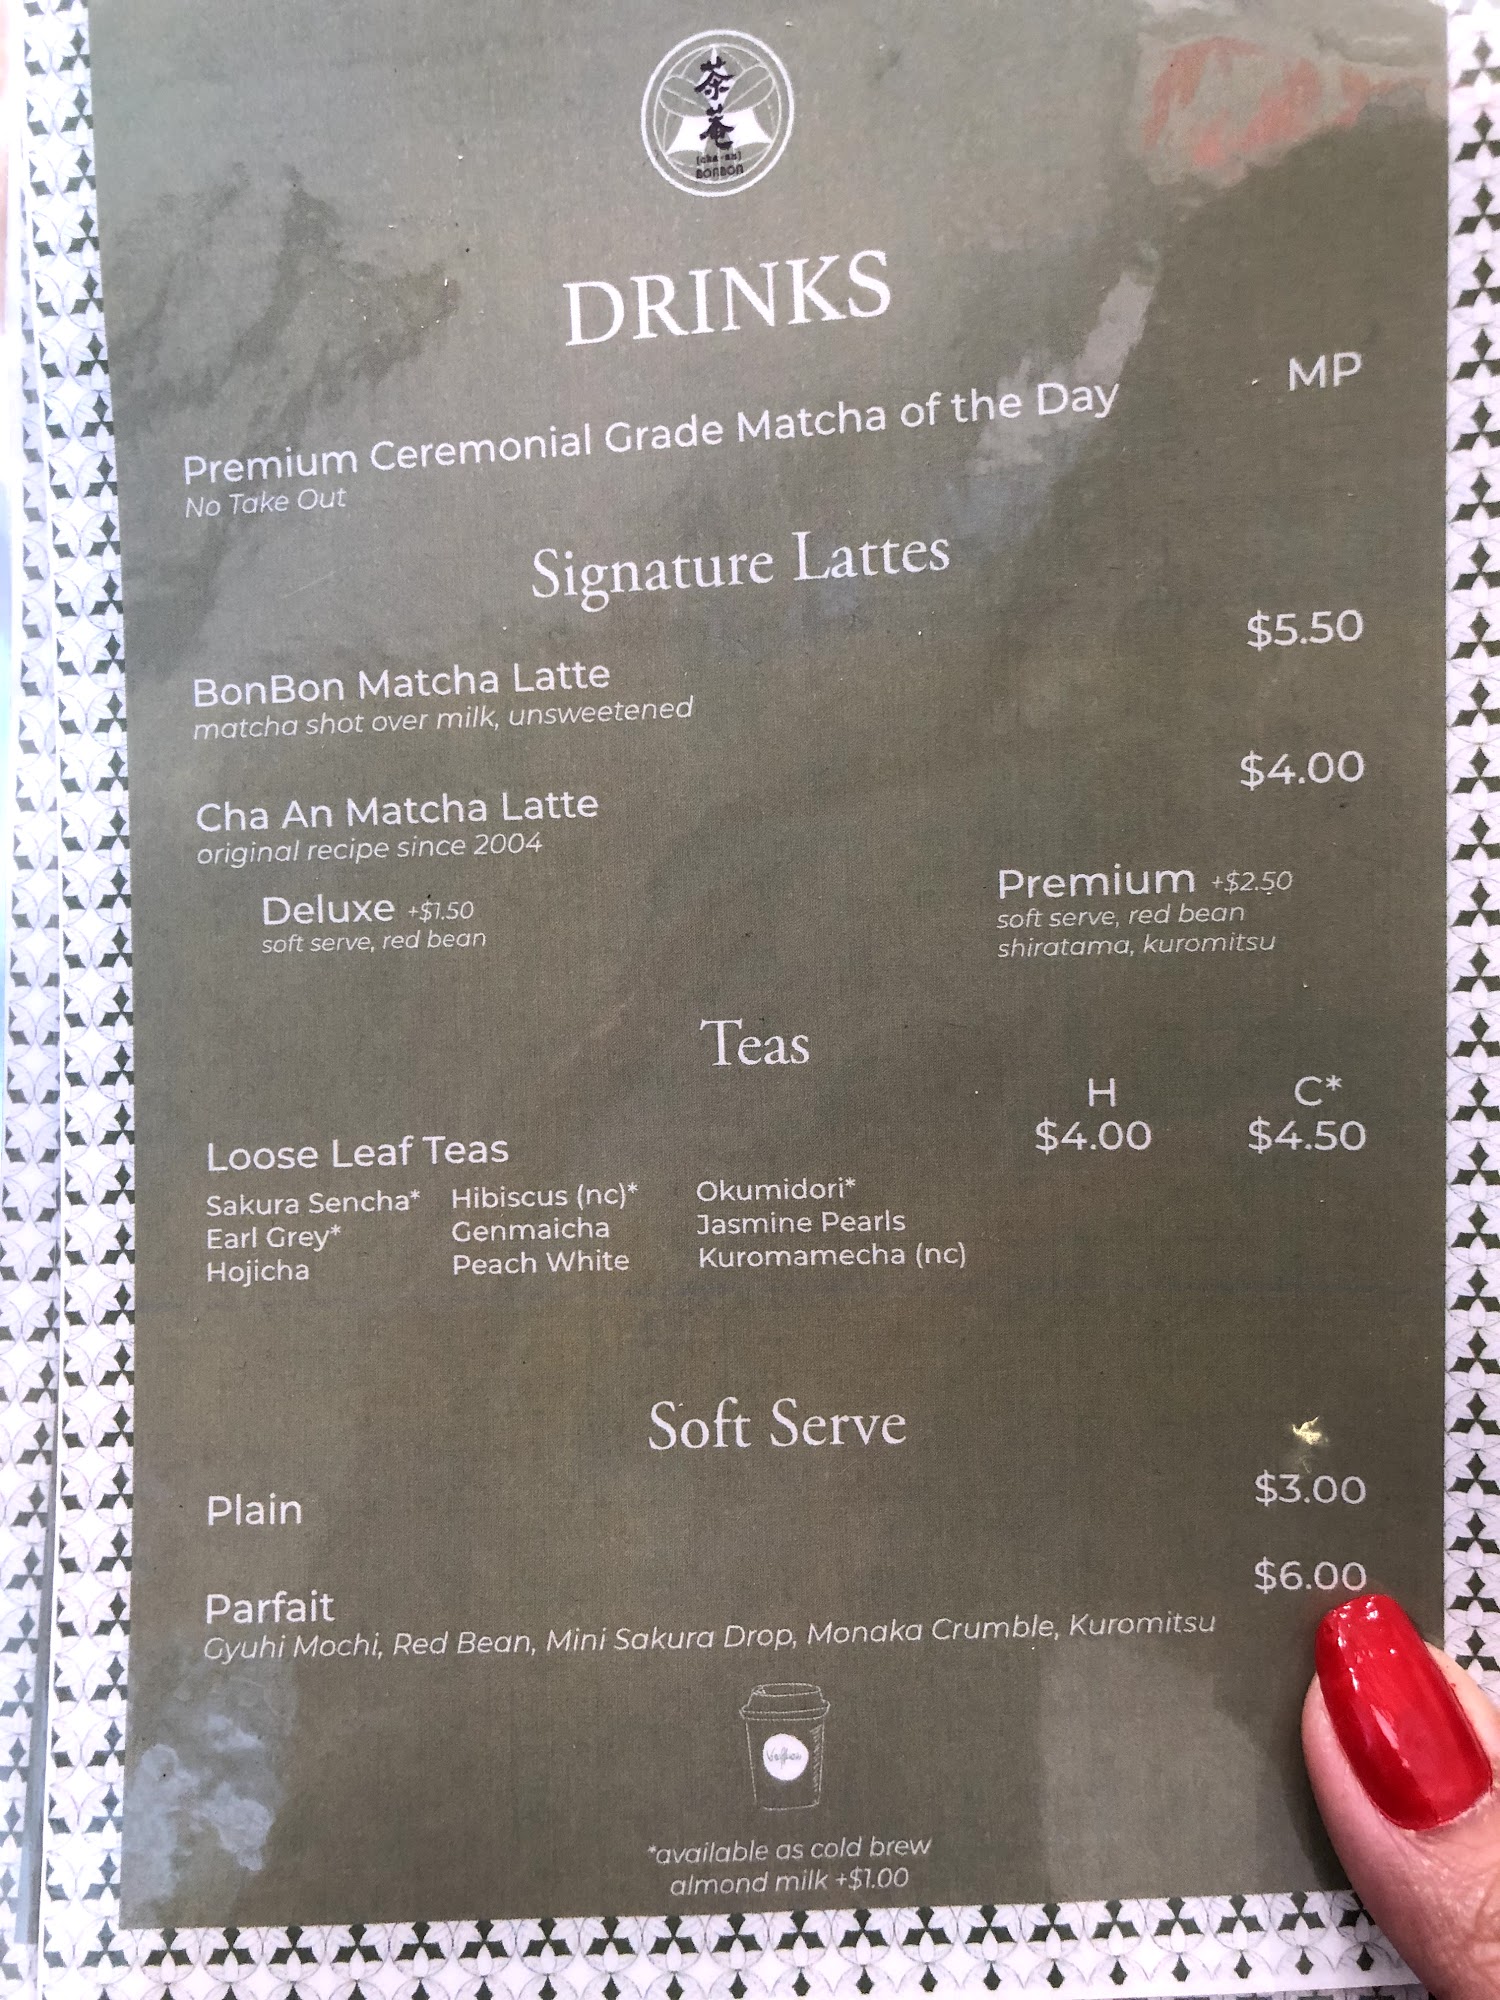 茶菴
[cha-an]
BONBON
DRINKS
Premium Ceremonial Grade Matcha of the Day MP
No Take Out
Signature Lattes
BonBon Matcha Latte $5.50
matcha shot over milk, unsweetened
Cha An Matcha Latte $4.00
original recipe since 2004
Deluxe +$1.50
soft serve, red bean
Premium +$2.50
soft serve, red bean
shiratama, kuromitsu
Teas
H C*
Loose Leaf Teas $4.00 $4.50
Sakura Sencha* Hibiscus (nc)* Okumidori*
Earl Grey* Genmaicha Jasmine Pearls
Hojicha Peach White Kuromamecha (nc)
Soft Serve
Plain $3.00
Parfait $6.00
Gyuhi Mochi, Red Bean, Mini Sakura Drop, Monaka Crumble, Kuromitsu
*available as cold brew
almond milk +$1.00